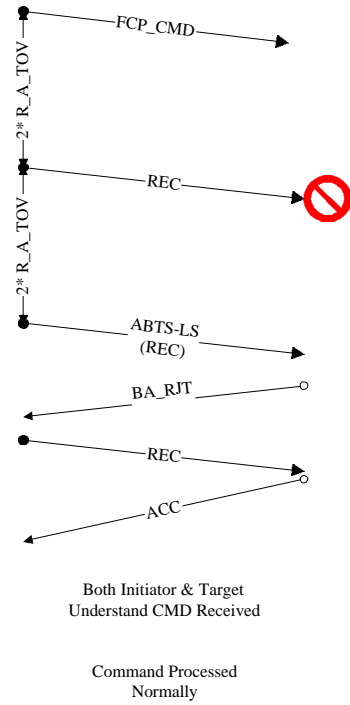 FCP_CMD
2* R_A_TOV
REC
2* R_A_TOV
ABTS-LS
(REC)
BA_RJT
REC
ACC
Both Initiator & Target
Understand CMD Received
Command Processed
Normally